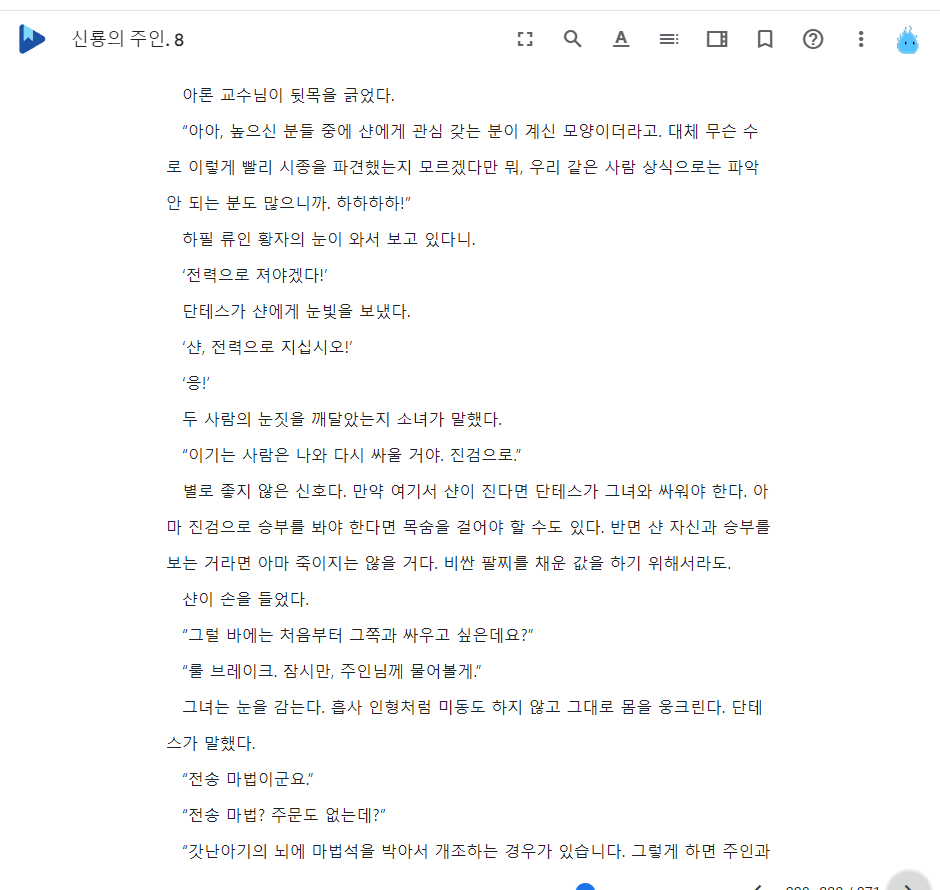 신룡의 주인. 8
아론 교수님이 뒷목을 긁었다.
“아아, 높으신 분들 중에 샨에게 관심 갖는 분이 계신 모양이더라고. 대체 무슨 수
로 이렇게 빨리 시종을 파견했는지 모르겠다만 뭐, 우리 같은 사람 상식으로는 파악
안 되는 분도 많으니까. 하하하하!”
하필 류인 황자의 눈이 와서 보고 있다니.
‘전력으로 져야겠다!’
단테스가 샨에게 눈빛을 보냈다.
‘샨, 전력으로 지십시오!’
‘응!’
두 사람의 눈짓을 깨달았는지 소녀가 말했다.
“이기는 사람은 나와 다시 싸울 거야. 진검으로.”
별로 좋지 않은 신호다. 만약 여기서 샨이 진다면 단테스가 그녀와 싸워야 한다. 아
마 진검으로 승부를 봐야 한다면 목숨을 걸어야 할 수도 있다. 반면 샨 자신과 승부를
보는 거라면 아마 죽이지는 않을 거다. 비싼 팔찌를 채운 값을 하기 위해서라도.
샨이 손을 들었다.
“그럴 바에는 처음부터 그쪽과 싸우고 싶은데요?”
“룰 브레이크. 잠시만, 주인님께 물어볼게.”
그녀는 눈을 감는다. 흡사 인형처럼 미동도 하지 않고 그대로 몸을 웅크린다. 단테
스가 말했다.
“전송 마법이군요.”
“전송 마법? 주문도 없는데?”
“갓난아기의 뇌에 마법석을 박아서 개조하는 경우가 있습니다. 그렇게 하면 주인과